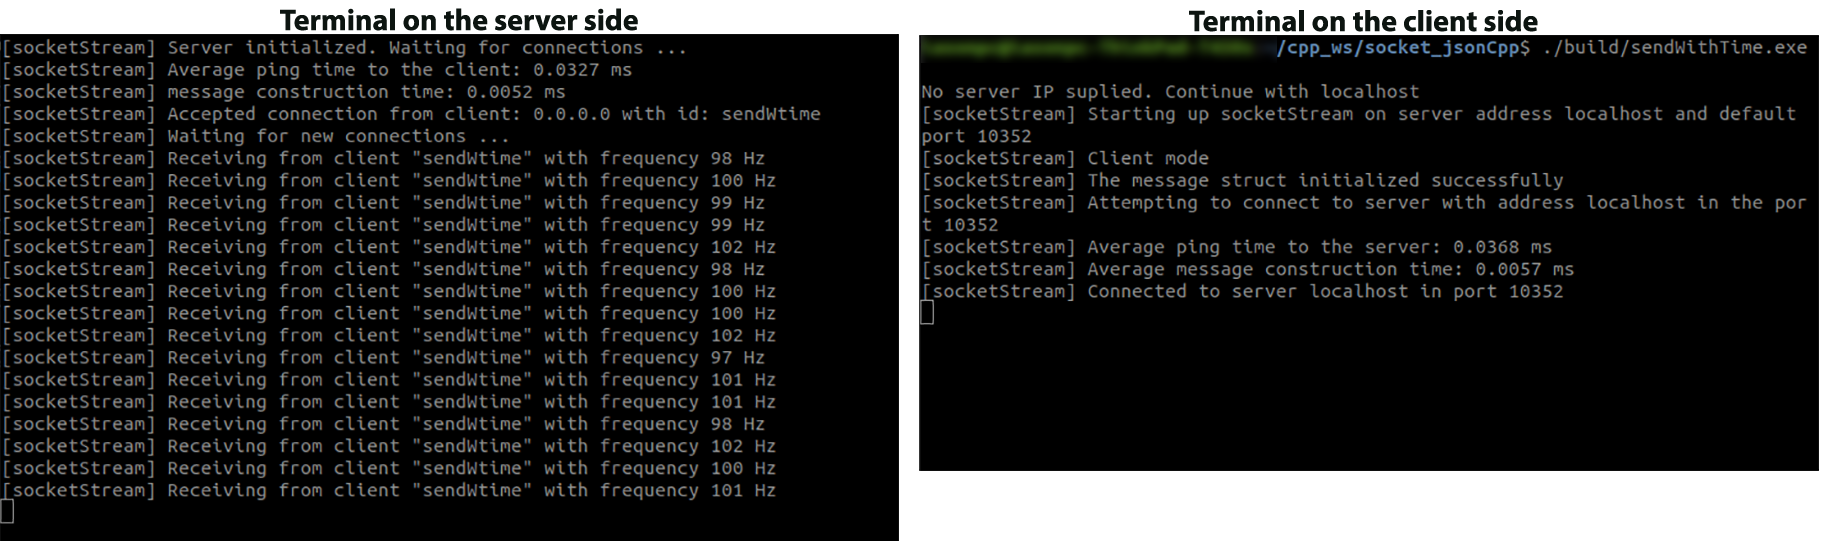 Terminal on the server side
[socketStream] Server initialized. Waiting for connections ...
[socketStream] Average ping time to the client: 0.0327 ms
[socketStream] message construction time: 0.0052 ms
[socketStream] Accepted connection from client: 0.0.0.0 with id: sendWtime
[socketStream] Waiting for new connections ...
[socketStream] Receiving from client "sendWtime" with frequency 98 Hz
[socketStream] Receiving from client "sendWtime" with frequency 100 Hz
[socketStream] Receiving from client "sendWtime" with frequency 99 Hz
[socketStream] Receiving from client "sendWtime" with frequency 99 Hz
[socketStream] Receiving from client "sendWtime" with frequency 102 Hz
[socketStream] Receiving from client "sendWtime" with frequency 98 Hz
[socketStream] Receiving from client "sendWtime" with frequency 100 Hz
[socketStream] Receiving from client "sendWtime" with frequency 100 Hz
[socketStream] Receiving from client "sendWtime" with frequency 102 Hz
[socketStream] Receiving from client "sendWtime" with frequency 97 Hz
[socketStream] Receiving from client "sendWtime" with frequency 101 Hz
[socketStream] Receiving from client "sendWtime" with frequency 101 Hz
[socketStream] Receiving from client "sendWtime" with frequency 98 Hz
[socketStream] Receiving from client "sendWtime" with frequency 102 Hz
[socketStream] Receiving from client "sendWtime" with frequency 100 Hz
[socketStream] Receiving from client "sendWtime" with frequency 101 Hz
Terminal on the client side
/cpp_ws/socket_jsonCpp$ ./build/sendWithTime.exe
No server IP suplied. Continue with localhost
[socketStream] Starting up socketStream on server address localhost and default
port 10352
[socketStream] Client mode
[socketStream] The message struct initialized successfully
[socketStream] Attempting to connect to server with address localhost in the por
t 10352
[socketStream] Average ping time to the server: 0.0368 ms
[socketStream] Average message construction time: 0.0057 ms
[socketStream] Connected to server localhost in port 10352